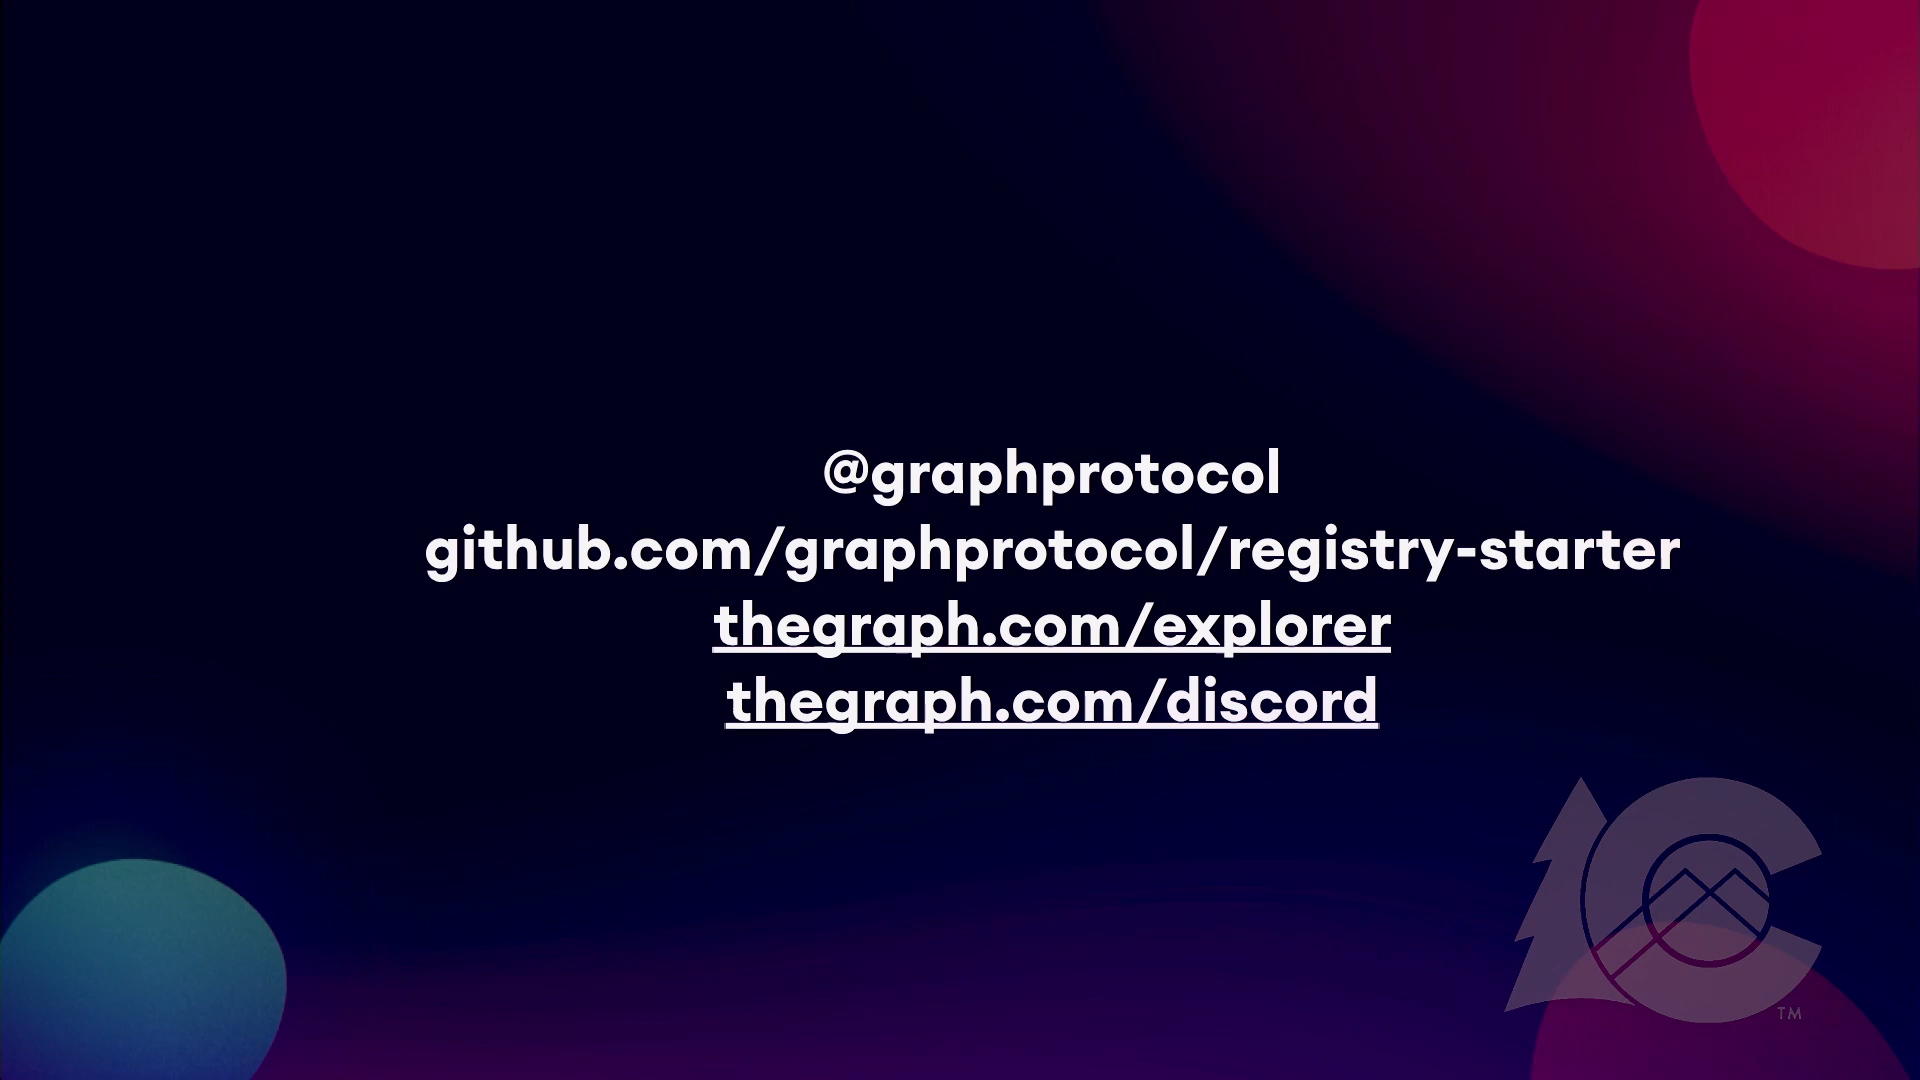 @graphprotocol
github.com/graphprotocol/registry-starter
thegraph.com/explorer
thegraph.com/discord
TM